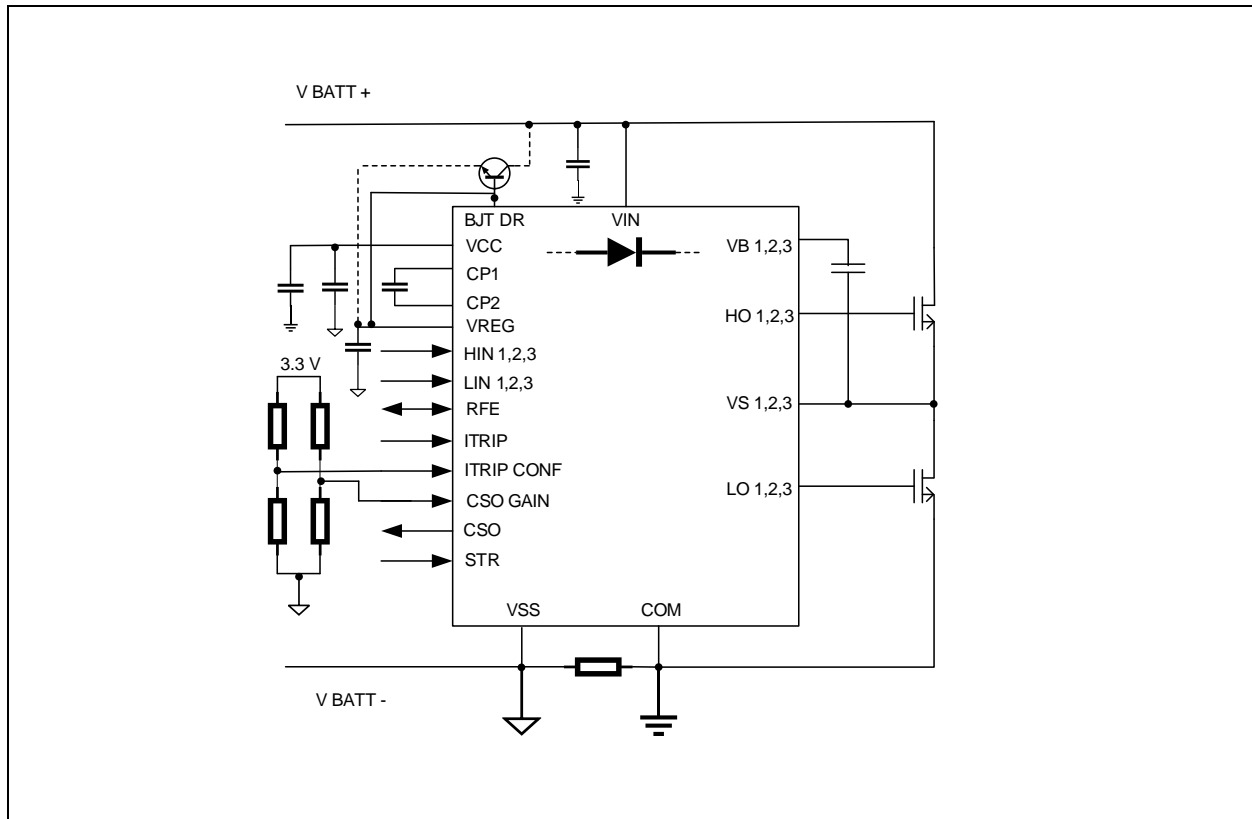 V BATT +
BJT DR
VIN
VCC
VB 1,2,3
CP1
CP2
HO 1,2,3
VREG
HIN 1,2,3
3.3 V
LIN 1,2,3
RFE
VS 1,2,3
ITRIP
ITRIP CONF
LO 1,2,3
CSO GAIN
CSO
STR
VSS
COM
V BATT -